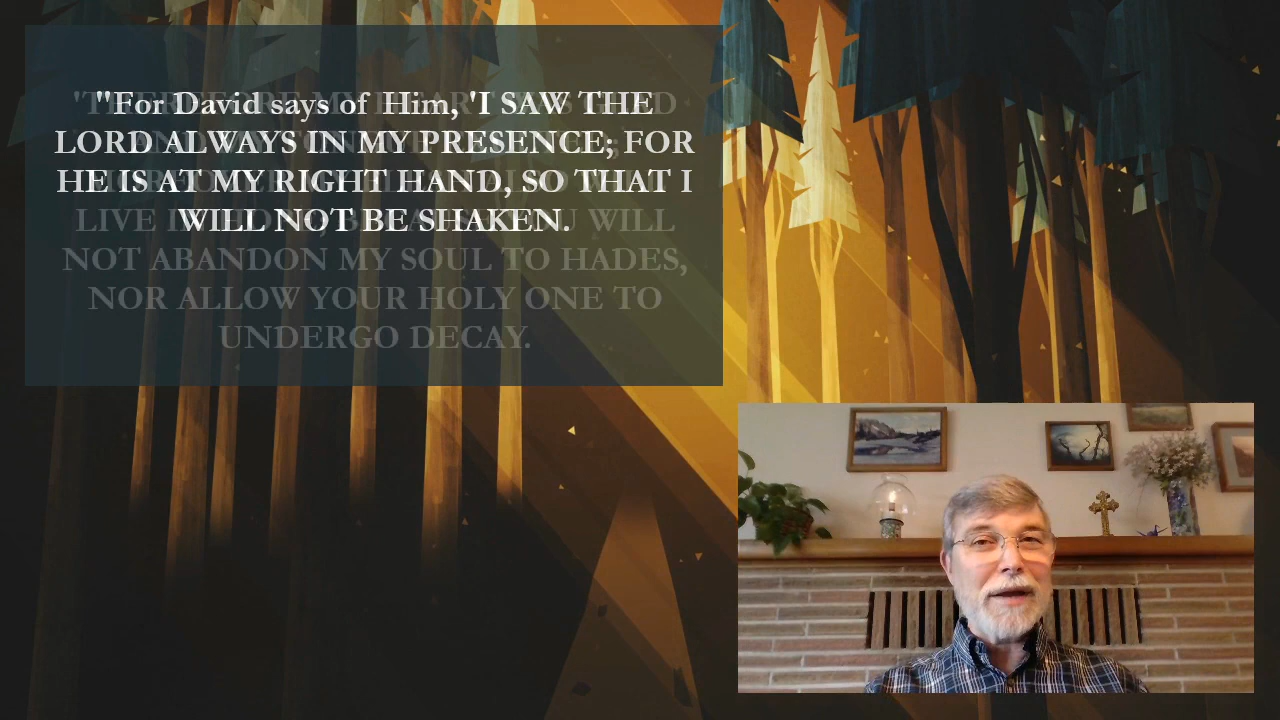 "For David says of Him, 'I SAW THE
LORD ALWAYS IN MY PRESENCE; FOR
HE IS AT MY RIGHT HAND, SO THAT I
WILL NOT BE SHAKEN.
WILL
NOT ABANDON MY SOUL TO HADES,
NOR ALLOW YOUR HOLY ONE TO
UNDERGO DECAY.